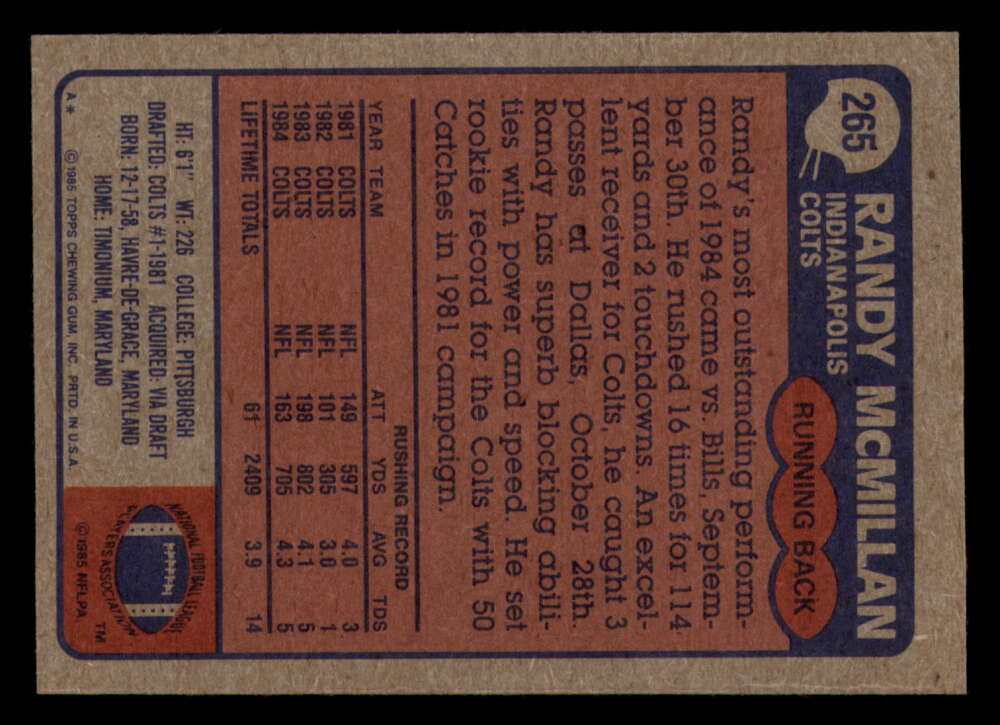 265
RANDY McMILLAN
INDIANAPOLIS
COLTS
RUNNING BACK
Randy's most outstanding perform-
ance of 1984 came vs. Bills, Septem-
ber 30th. He rushed 16 times for 114
yards and 2 touchdowns. An excel-
lent receiver for Colts, he caught 3
passes at Dallas, October 28th.
Randy has superb blocking abili-
ties with power and speed. He set
rookie record for the Colts with 50
Catches in 1981 campaign.
RUSHING RECORD
YEAR TEAM ATT YDS AVG TDS
1981 COLTS NFL 149 597 4.0 3
1982 COLTS NFL 101 305 3.0 1
1983 COLTS NFL 198 802 4.1 5
1984 COLTS NFL 163 705 4.3 5
LIFETIME TOTALS 61 2409 3.9 14
HT: 6'1" WT: 226 COLLEGE: PITTSBURGH
DRAFTED: COLTS #1-1981 ACQUIRED: VIA DRAFT
BORN: 12-17-58, HAVRE-DE-GRACE, MARYLAND
HOME: TIMONIUM, MARYLAND
A* © 1985 TOPPS CHEWING GUM, INC. PRTD. IN U.S.A.
NATIONAL FOOTBALL LEAGUE
PLAYERS ASSOCIATION
TM
© 1985 NFLPA